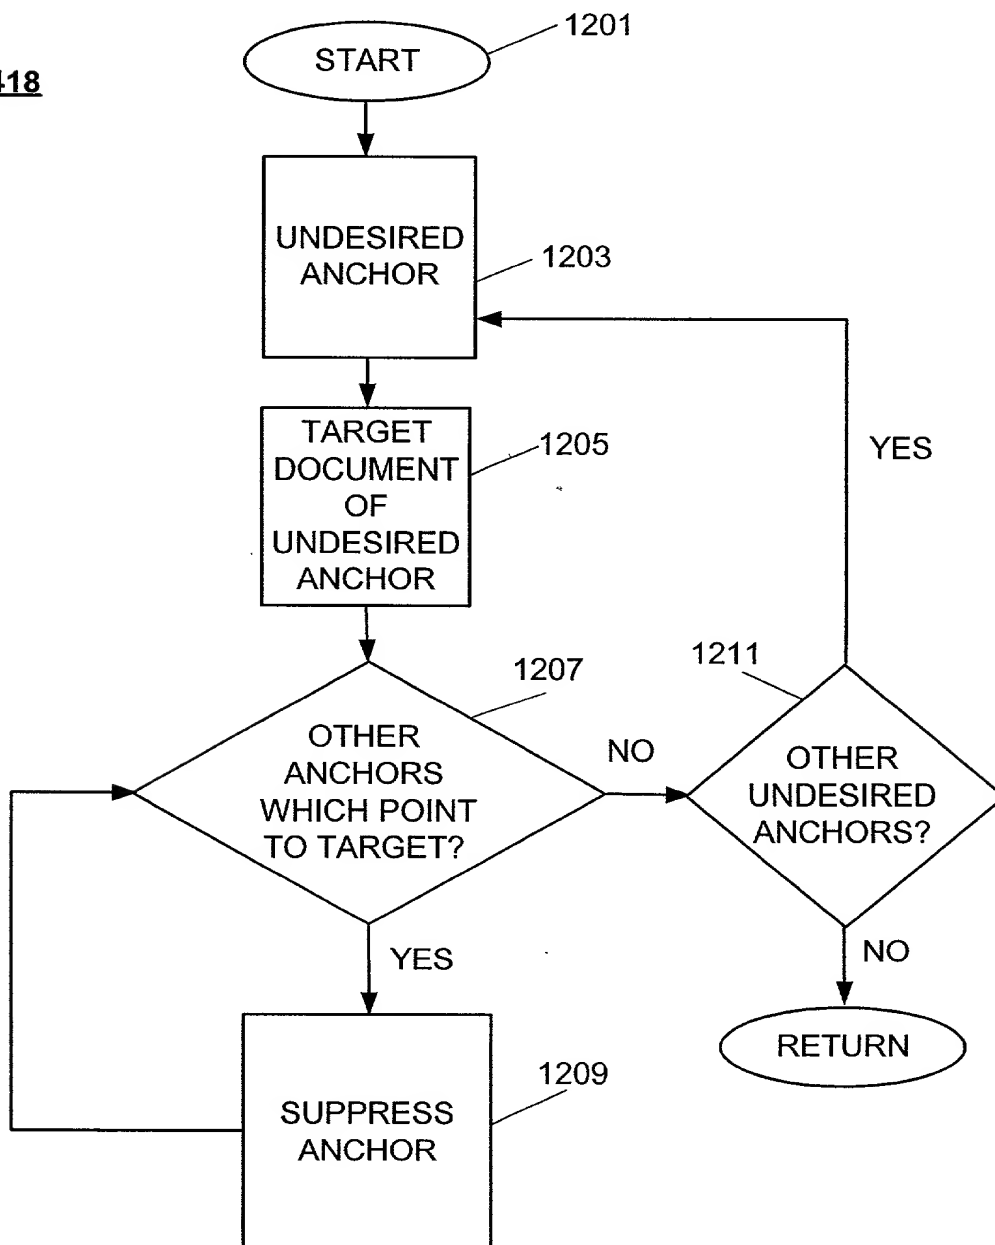 1201
START
418
UNDESIRED
ANCHOR
1203
TARGET
DOCUMENT
OF
UNDESIRED
ANCHOR
1205
YES
1207
1211
OTHER
ANCHORS
WHICH POINT
TO TARGET?
NO
OTHER
UNDESIRED
ANCHORS?
YES
NO
RETURN
1209
SUPPRESS
ANCHOR